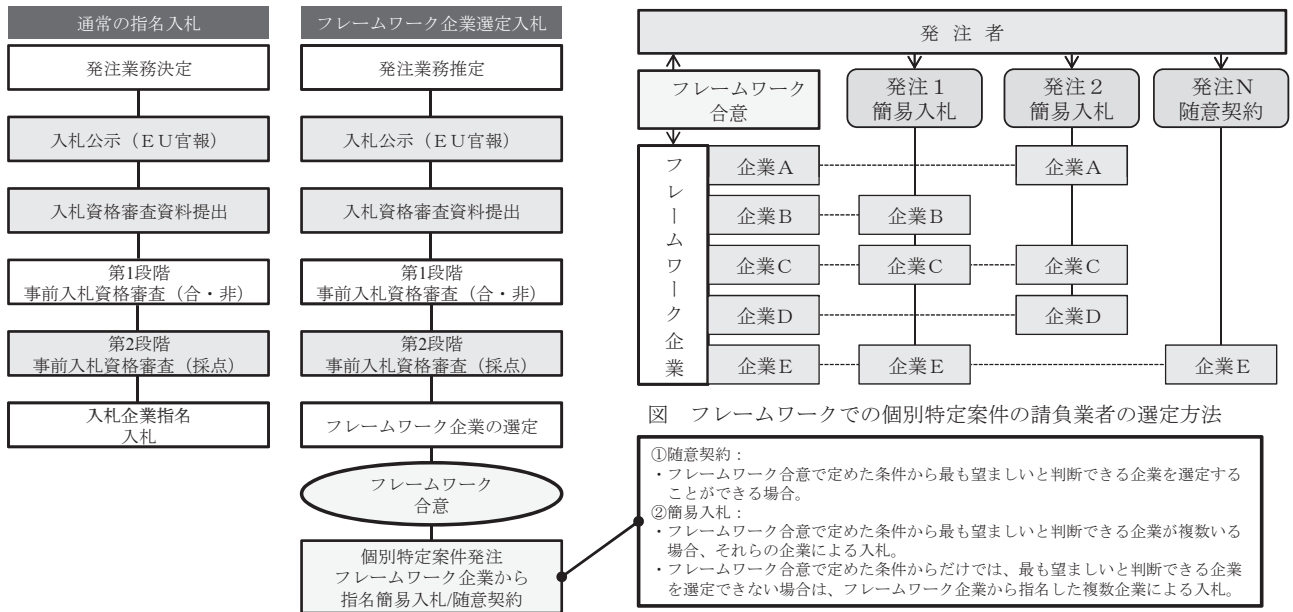 通常の指名入札
発注業務決定
入札公示（ＥＵ官報）
入札資格審査資料提出
第1段階
事前入札資格審査（合・非）
第2段階
事前入札資格審査（採点）
入札企業指名
入札
フレームワーク企業選定入札
発注業務推定
入札公示（ＥＵ官報）
入札資格審査資料提出
第1段階
事前入札資格審査（合・非）
第2段階
事前入札資格審査（採点）
フレームワーク企業の選定
フレームワーク
合意
個別特定案件発注
フレームワーク企業から
指名簡易入札/随意契約
発 注 者
フレームワーク
合意
発注１
簡易入札
発注２
簡易入札
発注Ｎ
随意契約
フレームワーク企業
企業Ａ
企業Ａ
企業Ｂ
企業Ｂ
企業Ｃ
企業Ｃ
企業Ｃ
企業Ｄ
企業Ｄ
企業Ｅ
企業Ｅ
企業Ｅ
図　フレームワークでの個別特定案件の請負業者の選定方法
①随意契約：
・フレームワーク合意で定めた条件から最も望ましいと判断できる企業を選定する
ことができる場合。
②簡易入札：
・フレームワーク合意で定めた条件から最も望ましいと判断できる企業が複数いる
場合、それらの企業による入札。
・フレームワーク合意で定めた条件からだけでは、最も望ましいと判断できる企業
を選定できない場合は、フレームワーク企業から指名した複数企業による入札。